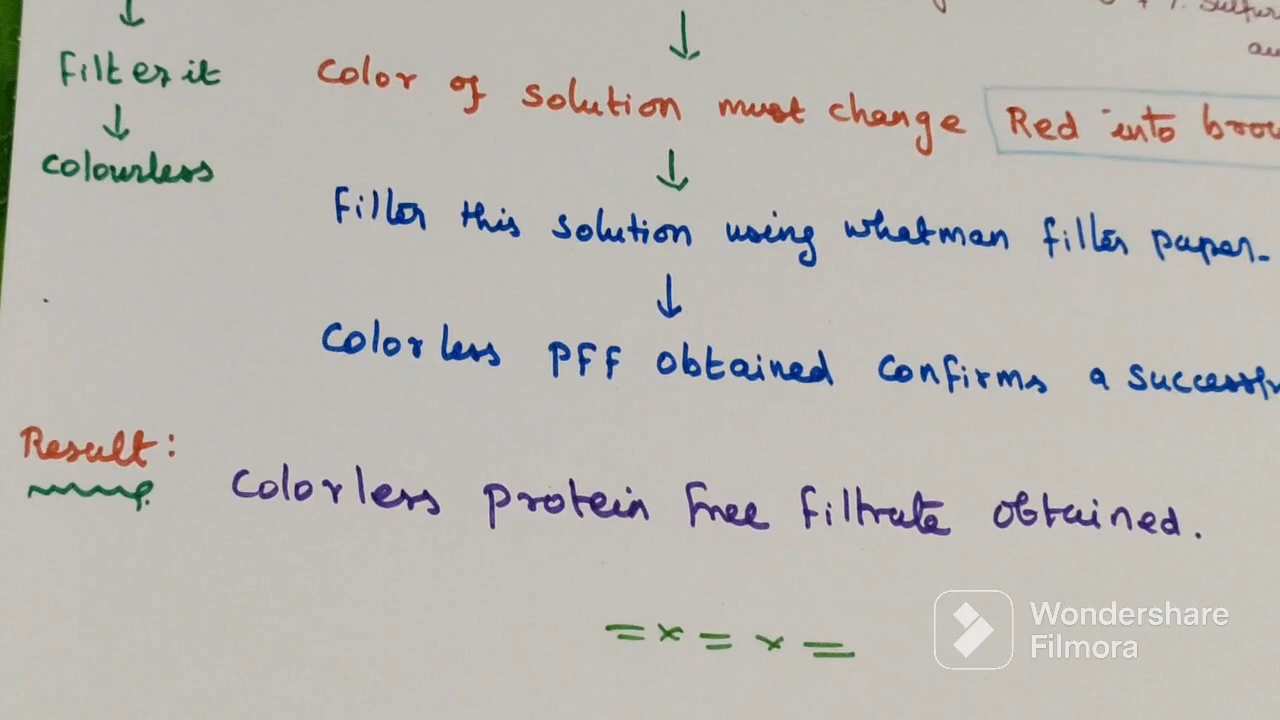 Filter it
colourless
Color of solution must change Red into
Filter this solution using whatman filter paper.
Colorless PFF obtained confirms a
Result:
Colorless protein free filtrate obtained.
= x = x =
Wondershare
Filmora